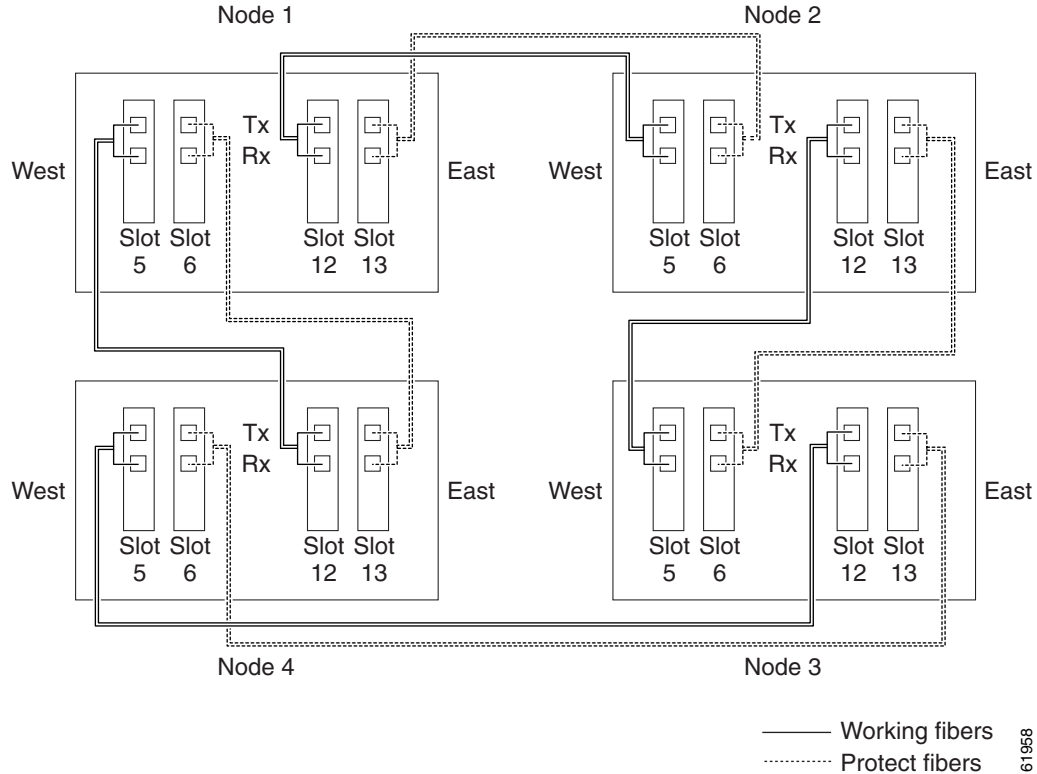 Node 1
Node 2
Tx
Rx
Tx
Rx
West
East
West
East
Slot Slot
5 6
Slot Slot
12 13
Slot Slot
5 6
Slot Slot
12 13
Tx
Rx
Tx
Rx
West
East
West
East
Slot Slot
5 6
Slot Slot
12 13
Slot Slot
5 6
Slot Slot
12 13
Node 4
Node 3
Working fibers
Protect fibers
61958